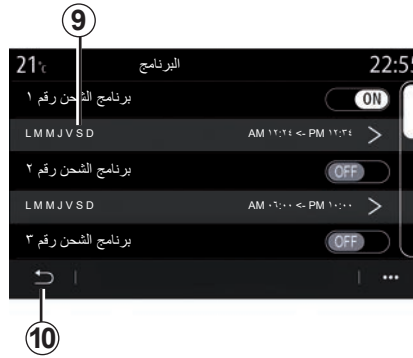 9
21°c البرنامج 22:55
برنامج الشحن رقم ١ ON
L M M J V S D AM ١٢:٢٤ <- PM ١٢:٣٤
برنامج الشحن رقم ٢ OFF
L M M J V S D AM ٠٦:٠٠ <- PM ١٠:٠٠
برنامج الشحن رقم ٣ OFF
10